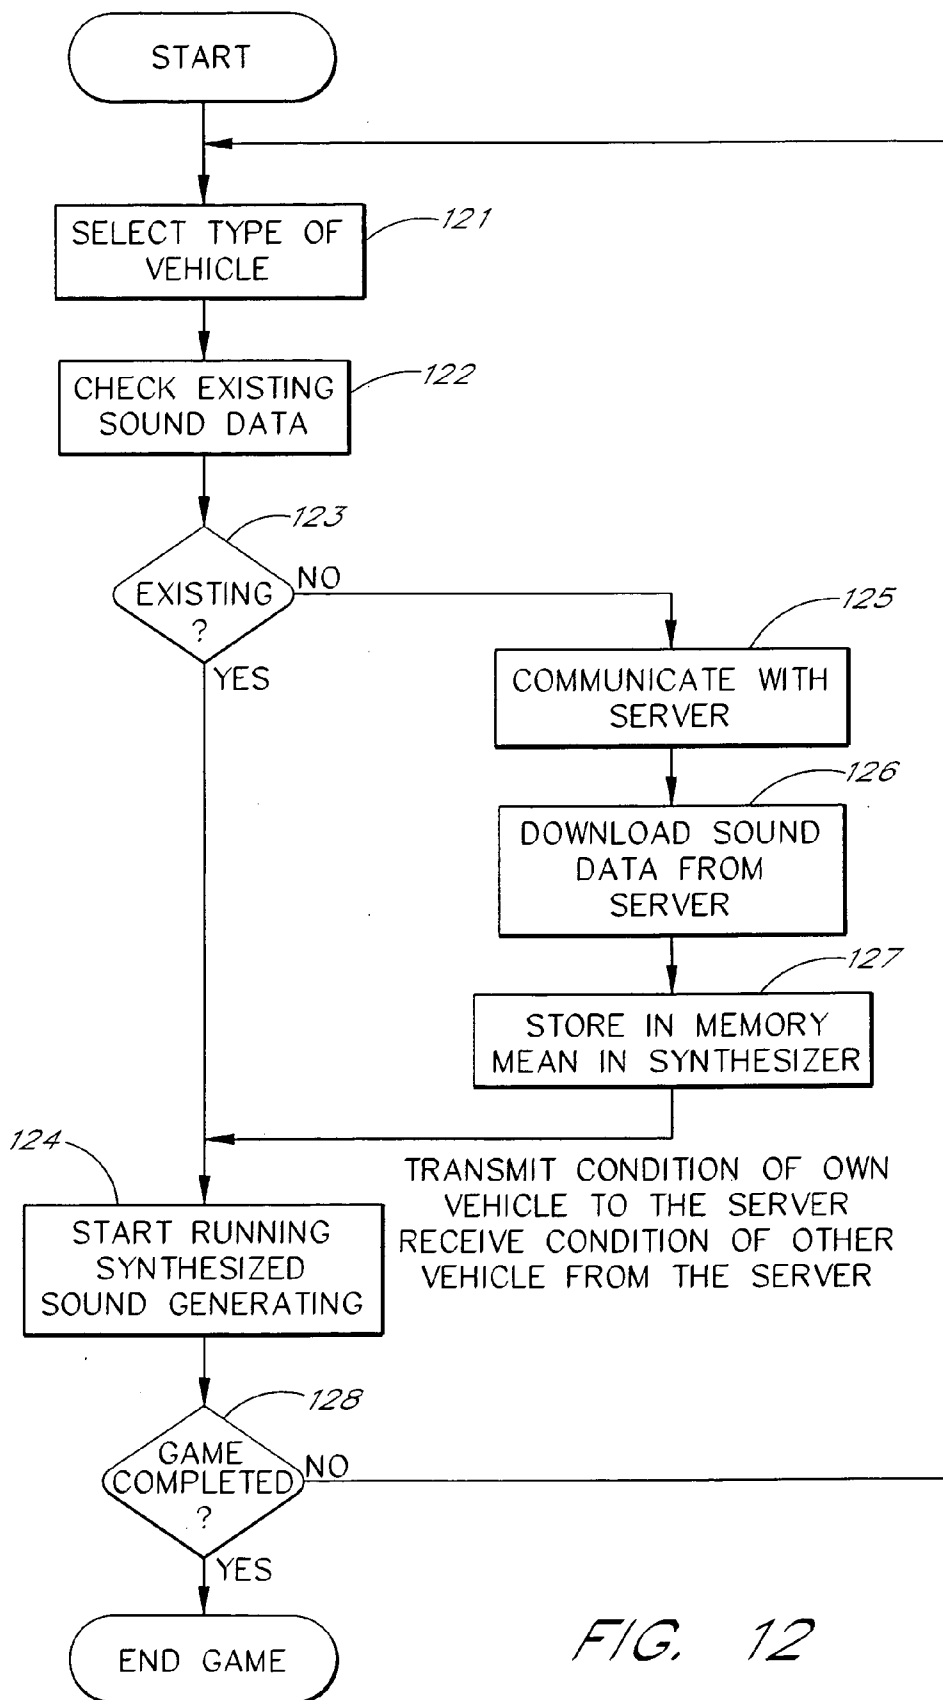 START
SELECT TYPE OF
VEHICLE
121
CHECK EXISTING
SOUND DATA
122
123
EXISTING
?
NO
YES
125
COMMUNICATE WITH
SERVER
126
DOWNLOAD SOUND
DATA FROM
SERVER
127
STORE IN MEMORY
MEAN IN SYNTHESIZER
124
START RUNNING
SYNTHESIZED
SOUND GENERATING
TRANSMIT CONDITION OF OWN
VEHICLE TO THE SERVER
RECEIVE CONDITION OF OTHER
VEHICLE FROM THE SERVER
128
GAME
COMPLETED
?
NO
YES
END GAME
FIG. 12